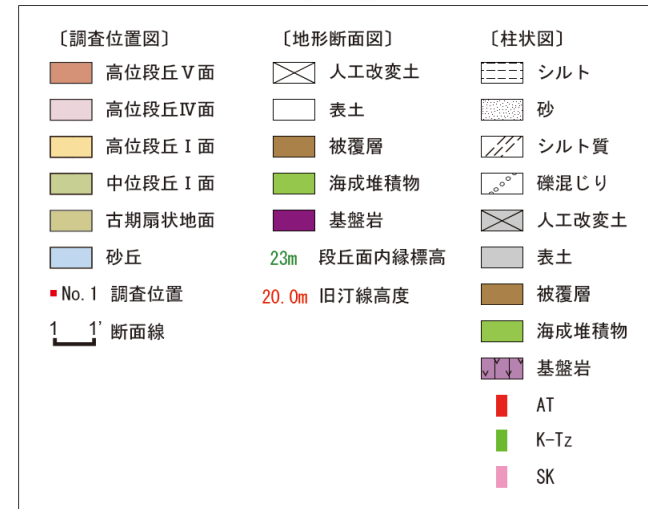 〔調査位置図〕
高位段丘Ⅴ面
高位段丘Ⅳ面
高位段丘Ⅰ面
中位段丘Ⅰ面
古期扇状地面
砂丘
No. 1 調査位置
1 1' 断面線
〔地形断面図〕
人工改変土
表土
被覆層
海成堆積物
基盤岩
23m 段丘面内縁標高
20.0m 旧汀線高度
〔柱状図〕
シルト
砂
シルト質
礫混じり
人工改変土
表土
被覆層
海成堆積物
基盤岩
AT
K-Tz
SK